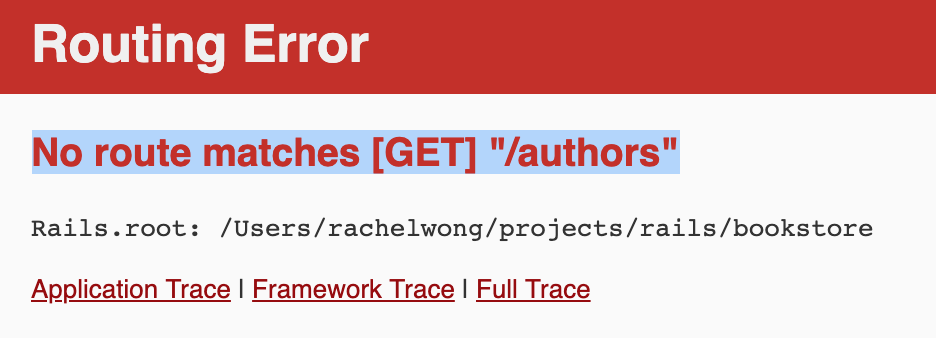 Routing Error
No route matches [GET] "/authors"
Rails.root: /Users/rachelwong/projects/rails/bookstore
Application Trace | Framework Trace | Full Trace